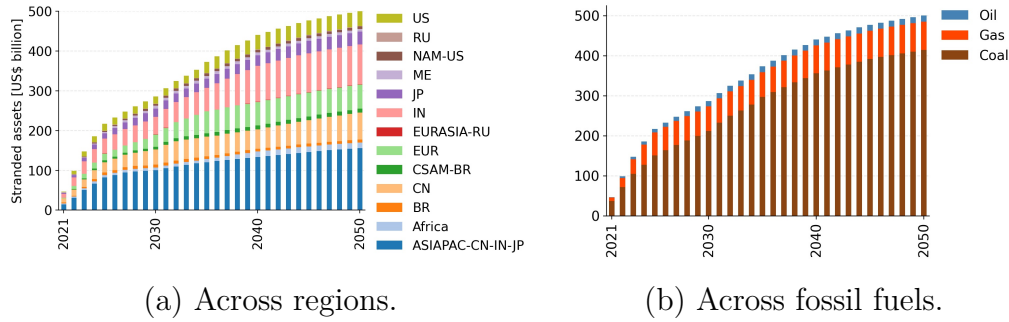 Stranded assets [US$ billion]
500
400
300
200
100
0
2021
2030
2040
2050
US
RU
NAM-US
ME
JP
IN
EURASIA-RU
EUR
CSAM-BR
CN
BR
Africa
ASIAPAC-CN-IN-JP
(a) Across regions.
500
400
300
200
100
0
2021
2030
2040
2050
Oil
Gas
Coal
(b) Across fossil fuels.